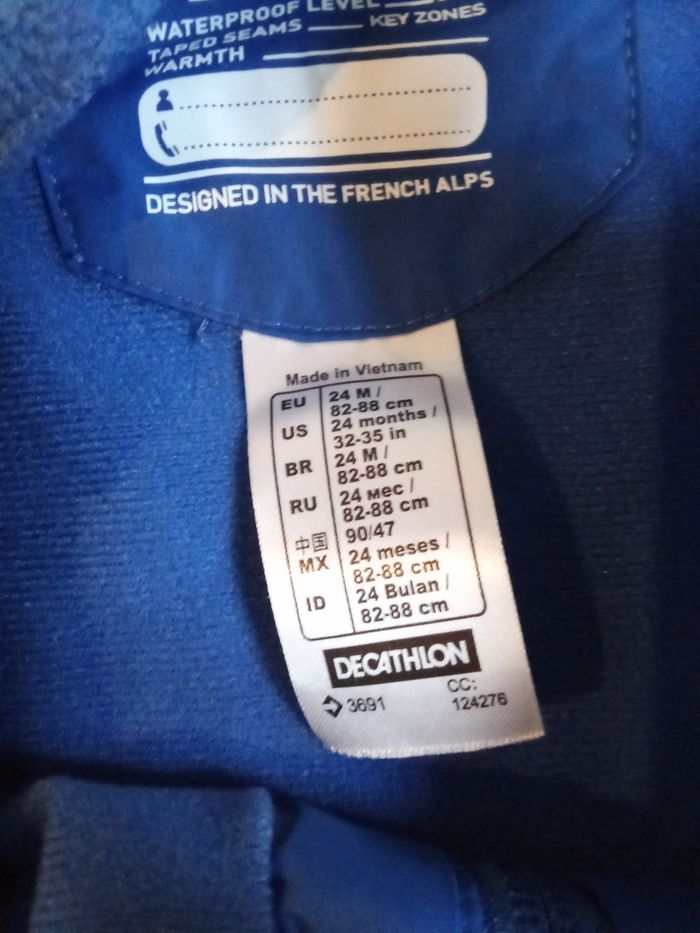 WATERPROOF LEVEL
TAPED SEAMS — KEY ZONES
WARMTH
DESIGNED IN THE FRENCH ALPS
Made in Vietnam
EU 24 M /
82-88 cm
US 24 months /
32-35 in
BR 24 M /
82-88 cm
RU 24 мес /
82-88 cm
中国 90/47
MX 24 meses /
82-88 cm
ID 24 Bulan /
82-88 cm
DECATHLON
3691 CC:
124276